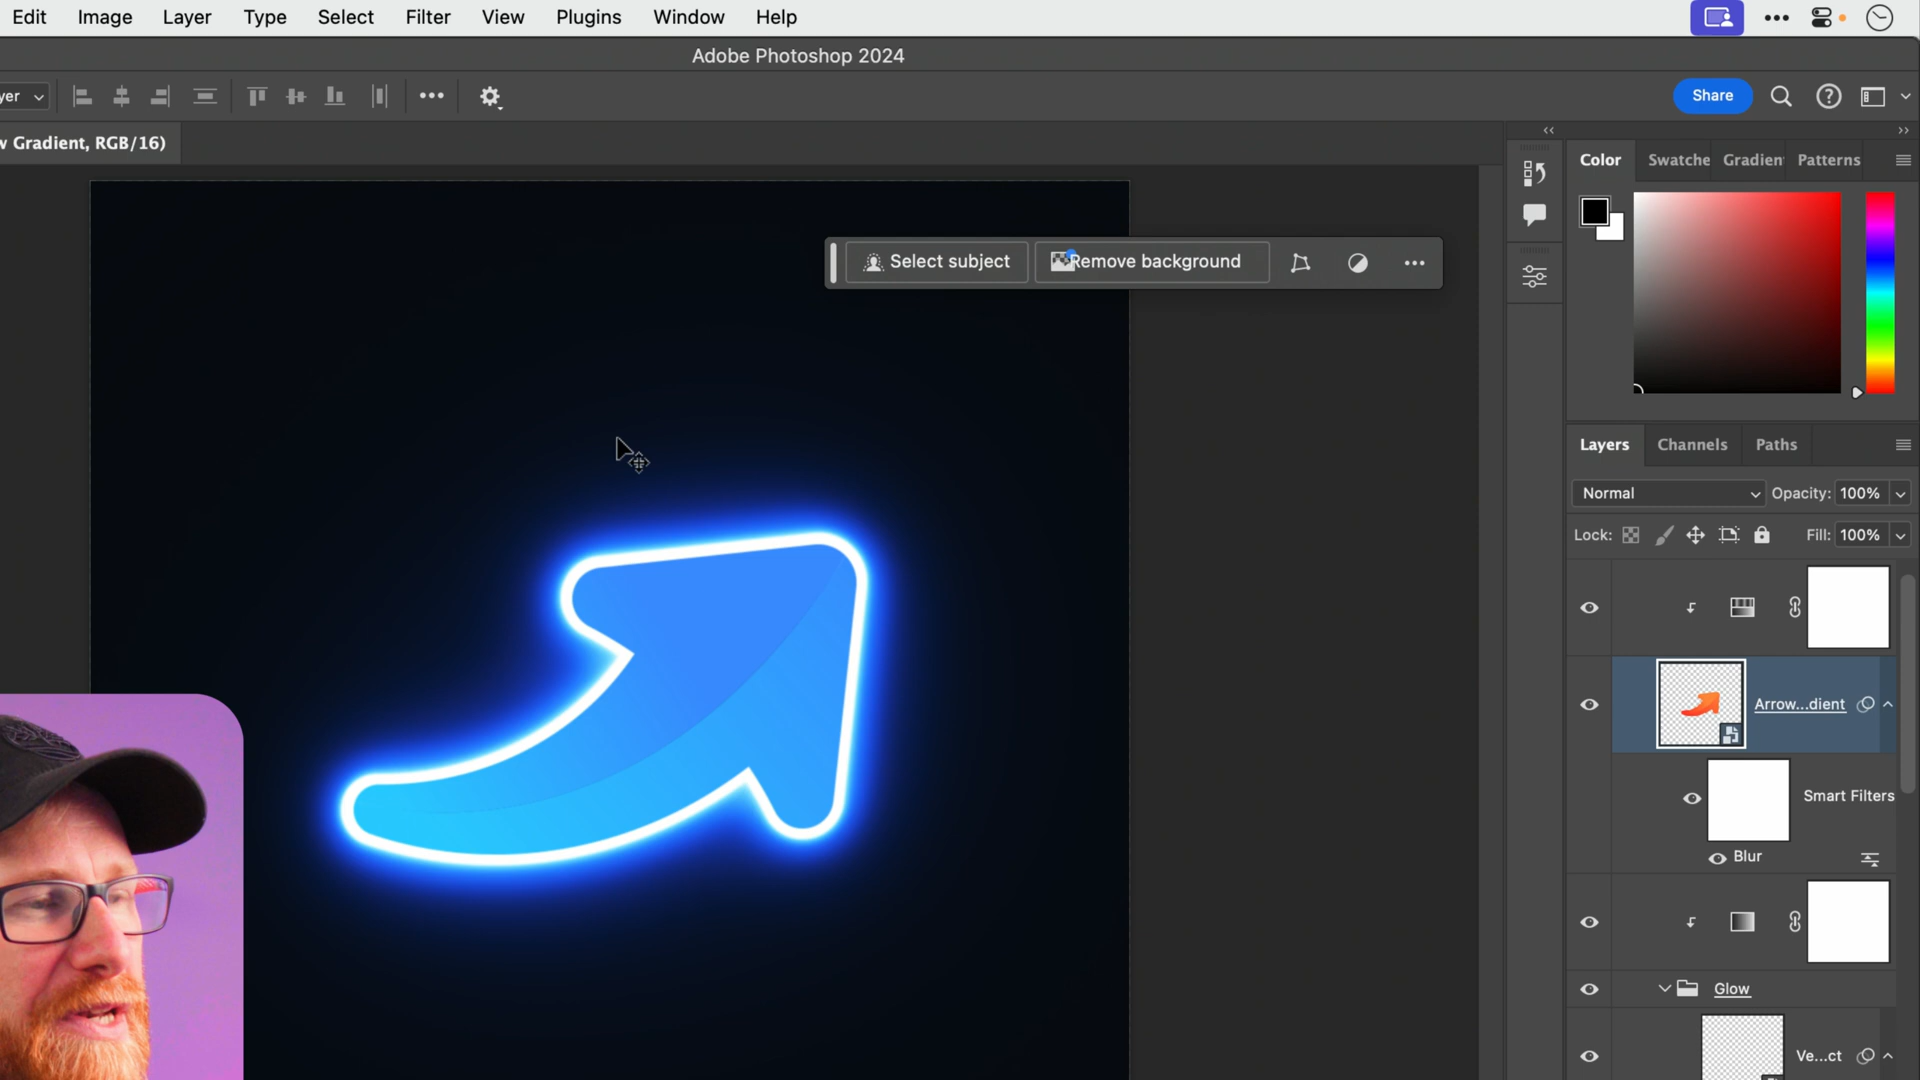 Edit Image Layer Type Select Filter View Plugins Window Help
Adobe Photoshop 2024
yer
Share
w Gradient, RGB/16)
Color Swatche Gradien Patterns
Select subject
Remove background
Layers Channels Paths
Normal Opacity: 100%
Lock: Fill: 100%
Arrow...dient
Smart Filters
Blur
Glow
Ve...ct